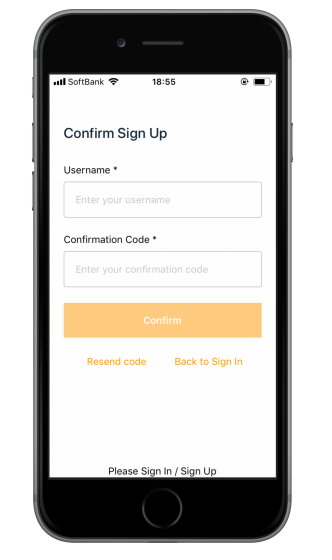 SoftBank 18:55
Confirm Sign Up
Username *
Enter your username
Confirmation Code *
Enter your confirmation code
Confirm
Resend code Back to Sign In
Please Sign In / Sign Up